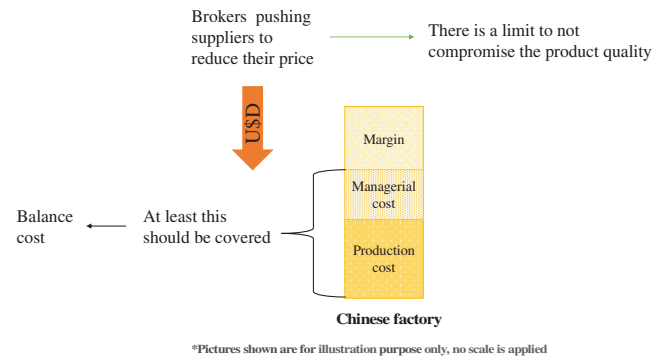 Brokers pushing
suppliers to
reduce their price
There is a limit to not
compromise the product quality
U$D
Margin
Managerial
cost
Balance
cost
At least this
should be covered
Production
cost
Chinese factory
*Pictures shown are for illustration purpose only, no scale is applied